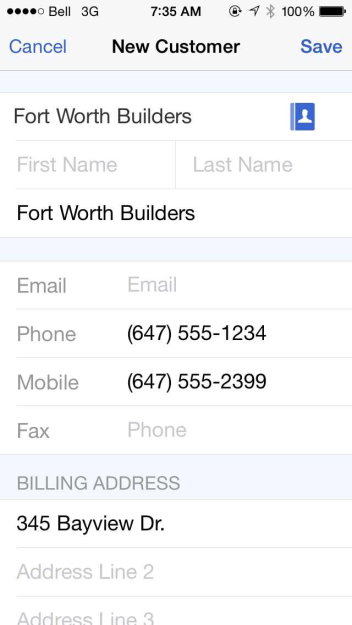 Bell 3G 7:35 AM 100%
Cancel New Customer Save
Fort Worth Builders
First Name Last Name
Fort Worth Builders
Email Email
Phone (647) 555-1234
Mobile (647) 555-2399
Fax Phone
BILLING ADDRESS
345 Bayview Dr.
Address Line 2
Address Line 3